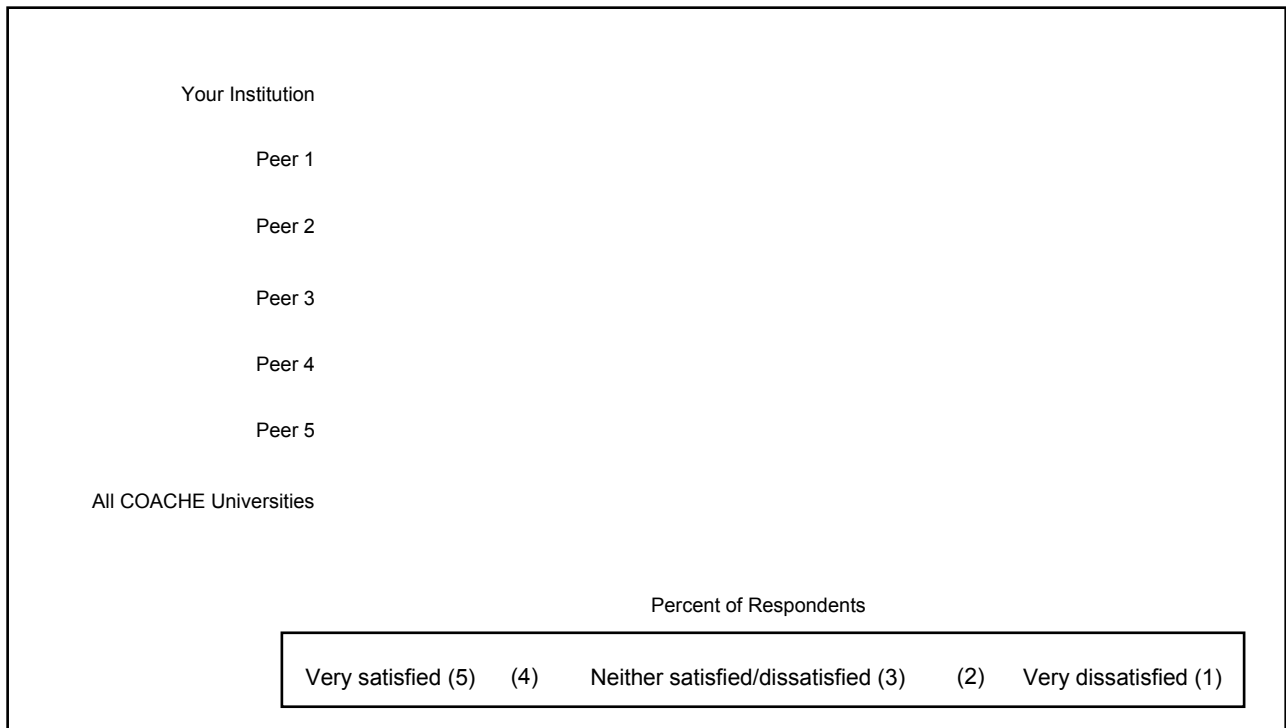 Your Institution
Peer 1
Peer 2
Peer 3
Peer 4
Peer 5
All COACHE Universities
Percent of Respondents
Very satisfied (5) (4) Neither satisfied/dissatisfied (3) (2) Very dissatisfied (1)